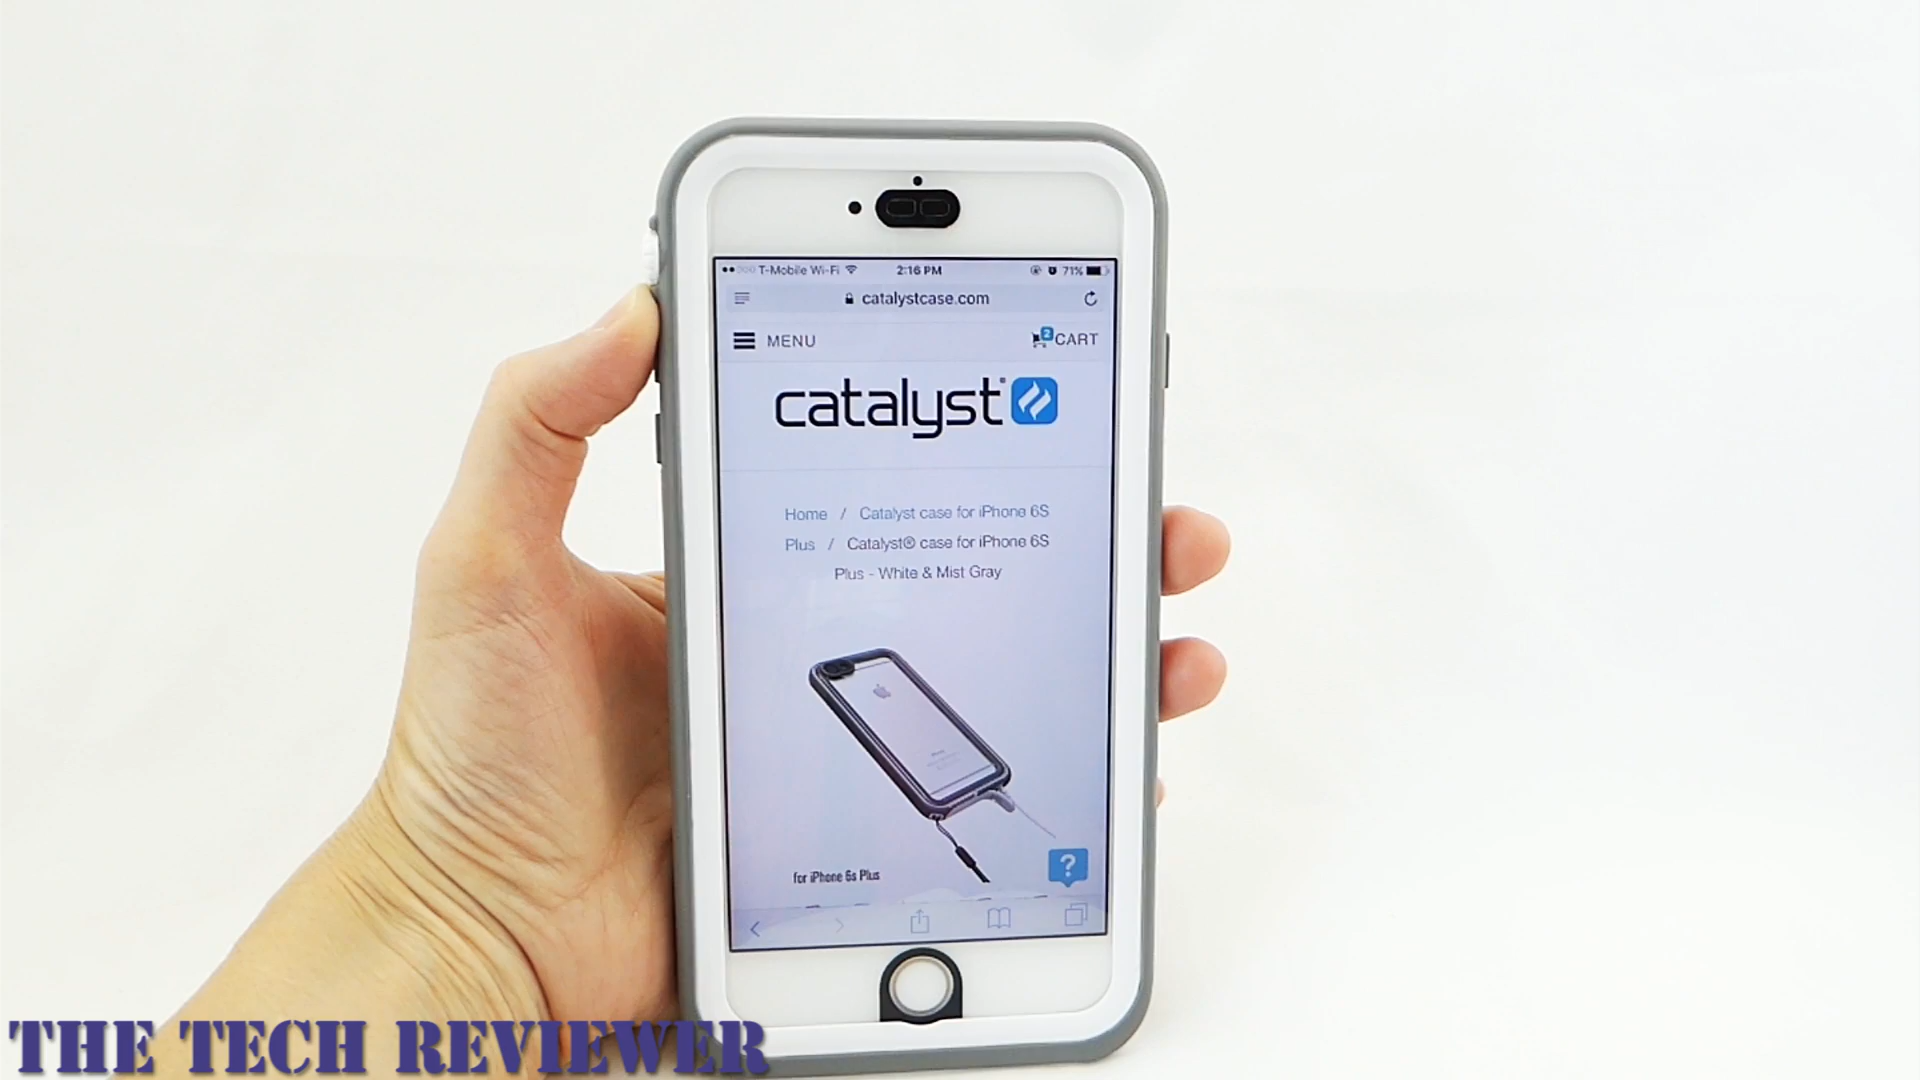 T-Mobile Wi-Fi 2:16 PM 71%
catalystcase.com
MENU 2 CART
catalyst®
Home / Catalyst case for iPhone 6S
Plus / Catalyst® case for iPhone 6S
Plus - White & Mist Gray
for iPhone 6s Plus
?
THE TECH REVIEWER